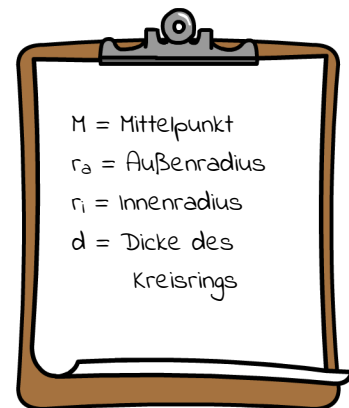 M = Mittelpunkt
rₐ = Außenradius
rᵢ = Innenradius
d = Dicke des
Kreisrings